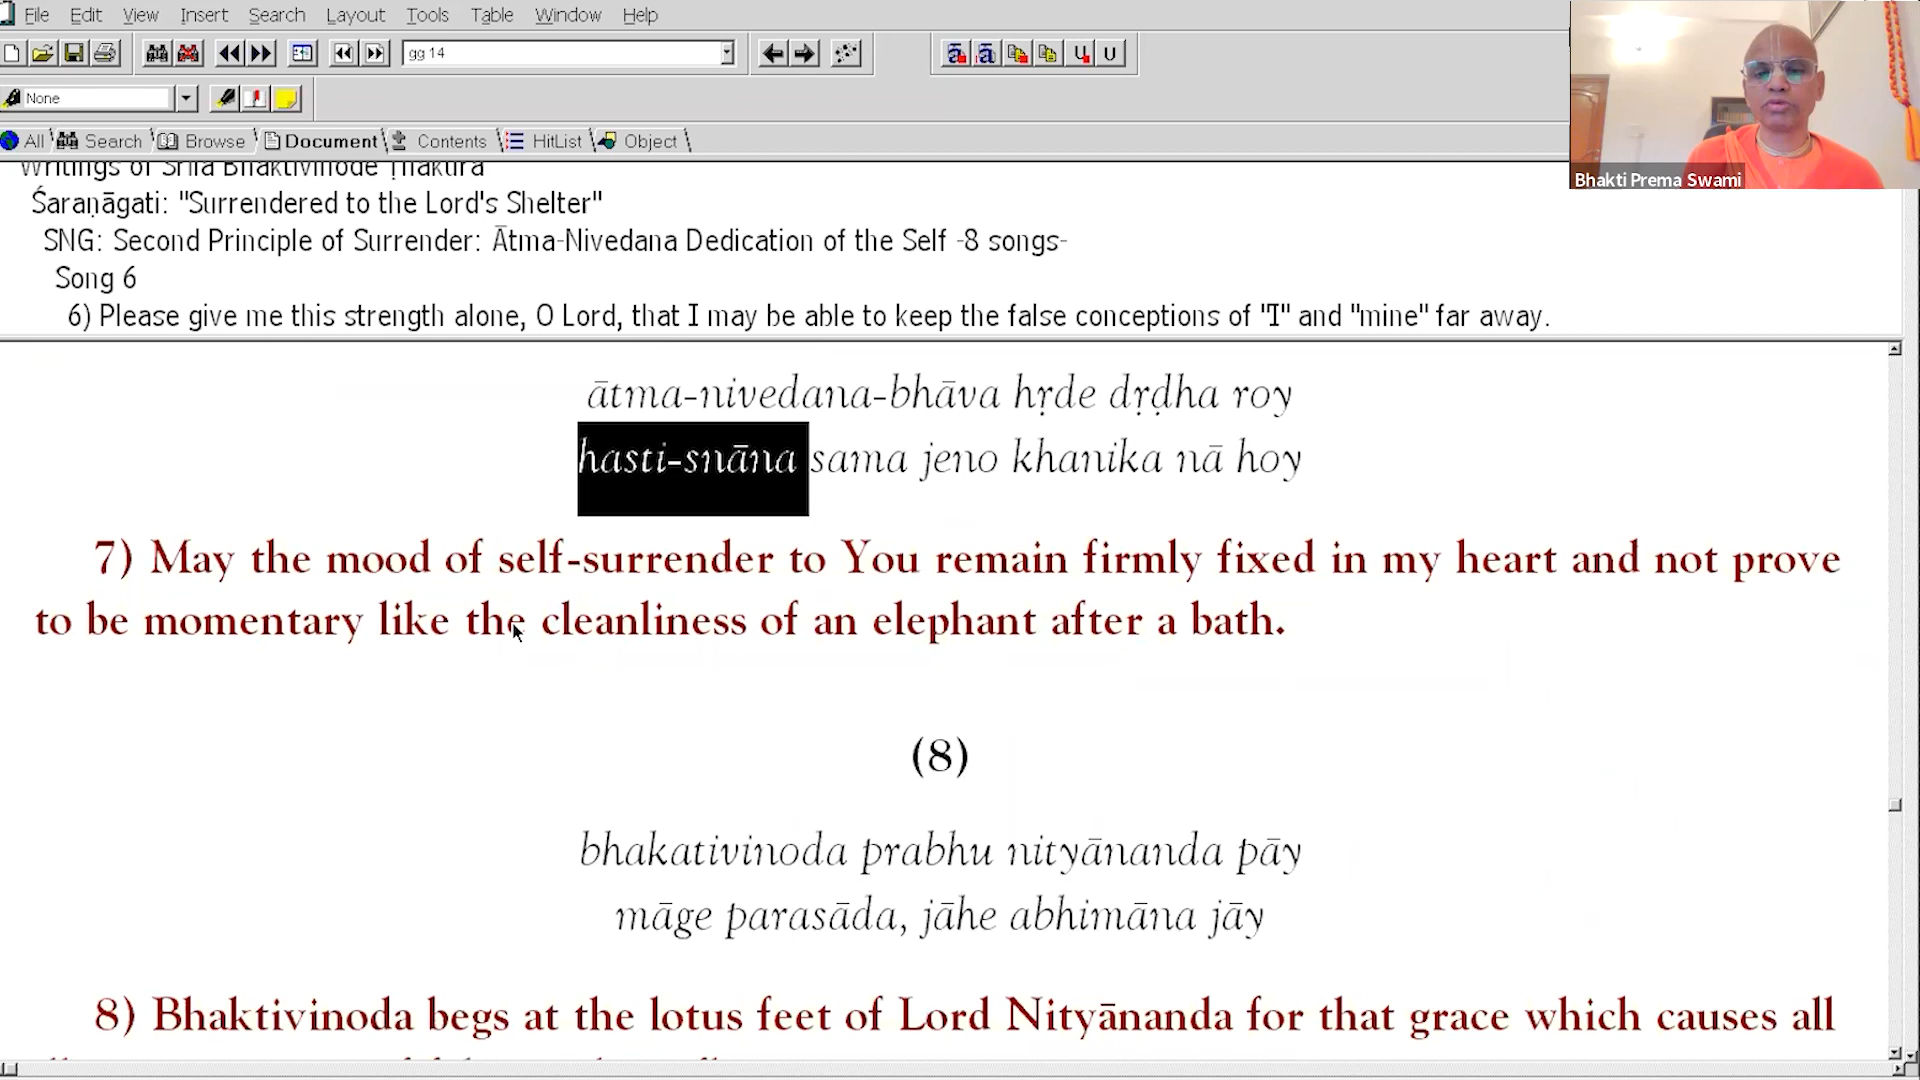 File Edit View Insert Search Layout Tools Table Window Help
gg 14
None
All Search Browse Document Contents HitList Object
Writings of Srila Bhaktivinode Ṭhākura
Śaraṇāgati: "Surrendered to the Lord's Shelter"
SNG: Second Principle of Surrender: Ātma-Nivedana Dedication of the Self -8 songs-
Song 6
6) Please give me this strength alone, O Lord, that I may be able to keep the false conceptions of "I" and "mine" far away.
ātma-nivedana-bhāva hṛde dṛḍha roy
hasti-snāna sama jeno khanika nā hoy
7) May the mood of self-surrender to You remain firmly fixed in my heart and not prove
to be momentary like the cleanliness of an elephant after a bath.
(8)
bhakativinoda prabhu nityānanda pāy
māge parasāda, jāhe abhimāna jāy
8) Bhaktivinoda begs at the lotus feet of Lord Nityānanda for that grace which causes all
Bhakti Prema Swami